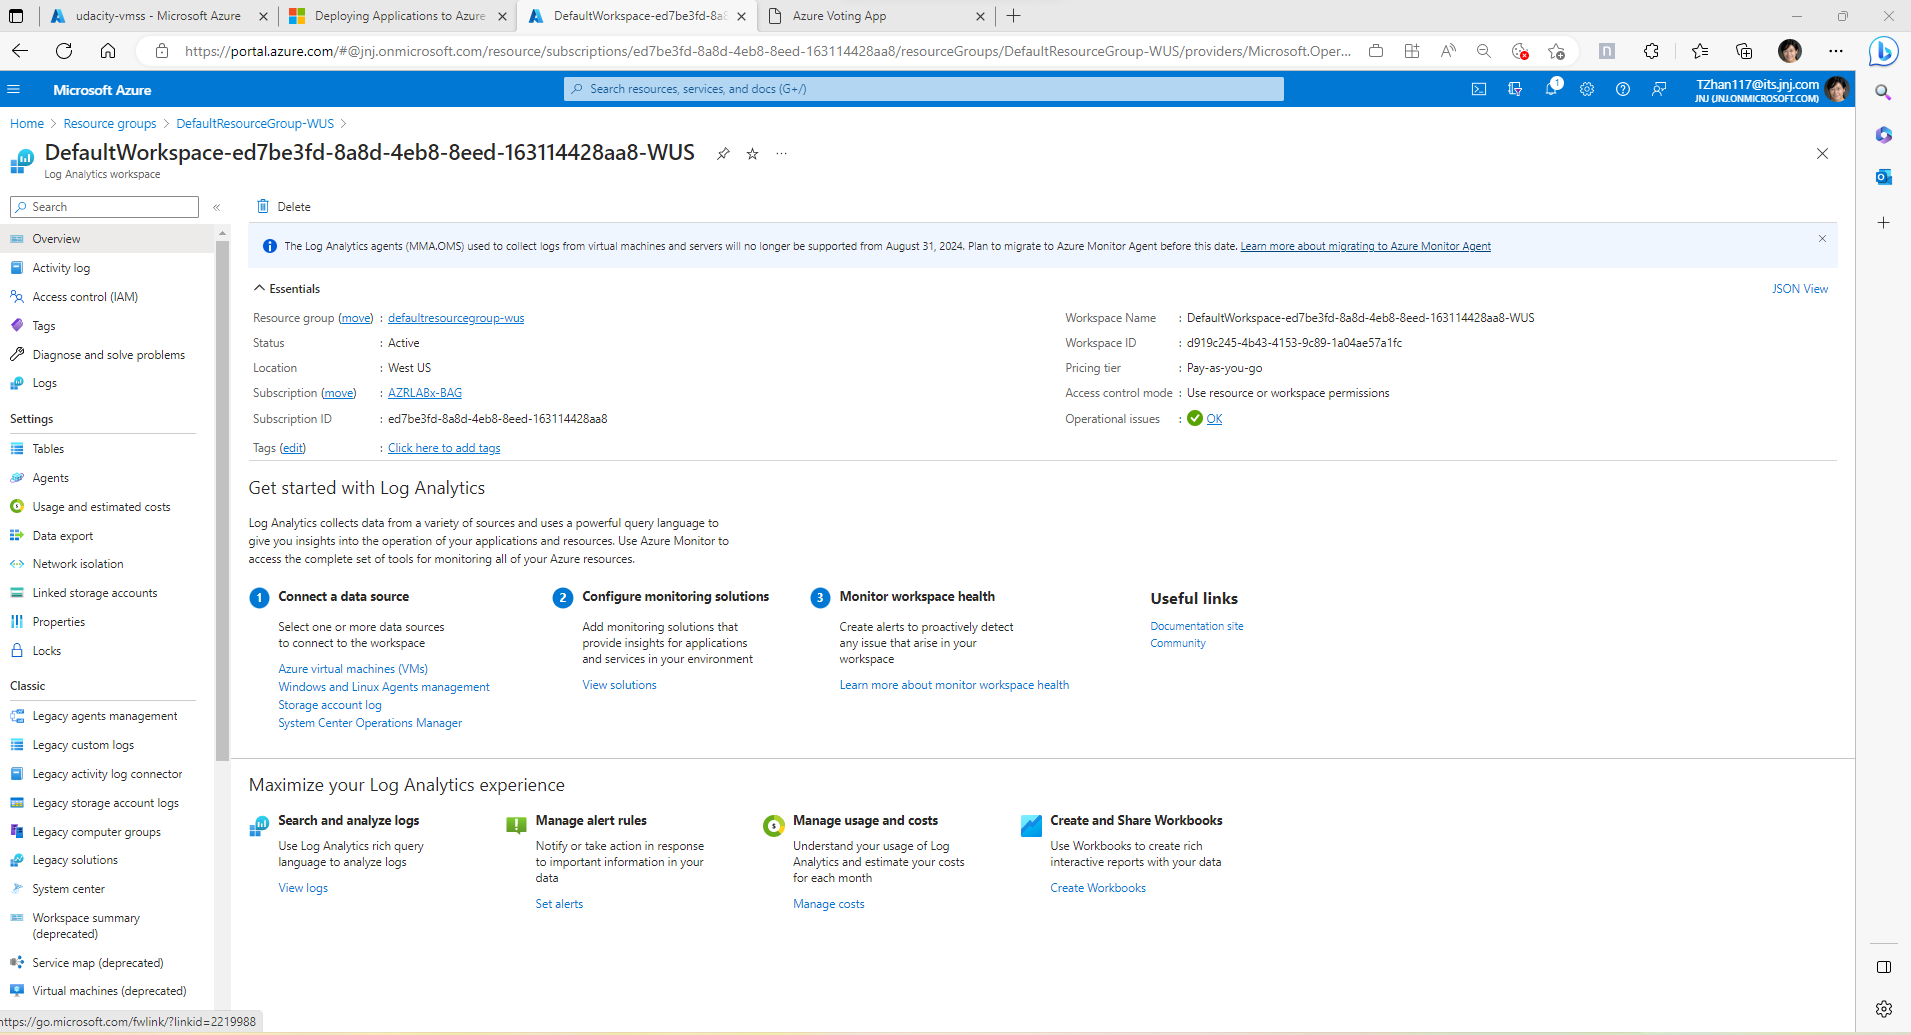 udacity-vmss - Microsoft Azure
Deploying Applications to Azure
DefaultWorkspace-ed7be3fd-8a8
Azure Voting App
https://portal.azure.com/#@jnj.onmicrosoft.com/resource/subscriptions/ed7be3fd-8a8d-4eb8-8eed-163114428aa8/resourceGroups/DefaultResourceGroup-WUS/providers/Microsoft.Oper...
Microsoft Azure
Search resources, services, and docs (G+/)
1
TZhan117@its.jnj.com
JNJ (JNJ.ONMICROSOFT.COM)
Home > Resource groups > DefaultResourceGroup-WUS >
DefaultWorkspace-ed7be3fd-8a8d-4eb8-8eed-163114428aa8-WUS
Log Analytics workspace
Search
Overview
Activity log
Access control (IAM)
Tags
Diagnose and solve problems
Logs
Settings
Tables
Agents
Usage and estimated costs
Data export
Network isolation
Linked storage accounts
Properties
Locks
Classic
Legacy agents management
Legacy custom logs
Legacy activity log connector
Legacy storage account logs
Legacy computer groups
Legacy solutions
System center
Workspace summary
(deprecated)
Service map (deprecated)
Virtual machines (deprecated)
https://go.microsoft.com/fwlink/?linkid=2219988
Delete
The Log Analytics agents (MMA,OMS) used to collect logs from virtual machines and servers will no longer be supported from August 31, 2024. Plan to migrate to Azure Monitor Agent before this date. Learn more about migrating to Azure Monitor Agent
Essentials
JSON View
Resource group (move) : defaultresourcegroup-wus
Status : Active
Location : West US
Subscription (move) : AZRLABx-BAG
Subscription ID : ed7be3fd-8a8d-4eb8-8eed-163114428aa8
Tags (edit) : Click here to add tags
Workspace Name : DefaultWorkspace-ed7be3fd-8a8d-4eb8-8eed-163114428aa8-WUS
Workspace ID : d919c245-4b43-4153-9c89-1a04ae57a1fc
Pricing tier : Pay-as-you-go
Access control mode : Use resource or workspace permissions
Operational issues : OK
Get started with Log Analytics
Log Analytics collects data from a variety of sources and uses a powerful query language to
give you insights into the operation of your applications and resources. Use Azure Monitor to
access the complete set of tools for monitoring all of your Azure resources.
1 Connect a data source
Select one or more data sources
to connect to the workspace
Azure virtual machines (VMs)
Windows and Linux Agents management
Storage account log
System Center Operations Manager
2 Configure monitoring solutions
Add monitoring solutions that
provide insights for applications
and services in your environment
View solutions
3 Monitor workspace health
Create alerts to proactively detect
any issue that arise in your
workspace
Learn more about monitor workspace health
Useful links
Documentation site
Community
Maximize your Log Analytics experience
Search and analyze logs
Use Log Analytics rich query
language to analyze logs
View logs
Manage alert rules
Notify or take action in response
to important information in your
data
Set alerts
Manage usage and costs
Understand your usage of Log
Analytics and estimate your costs
for each month
Manage costs
Create and Share Workbooks
Use Workbooks to create rich
interactive reports with your data
Create Workbooks